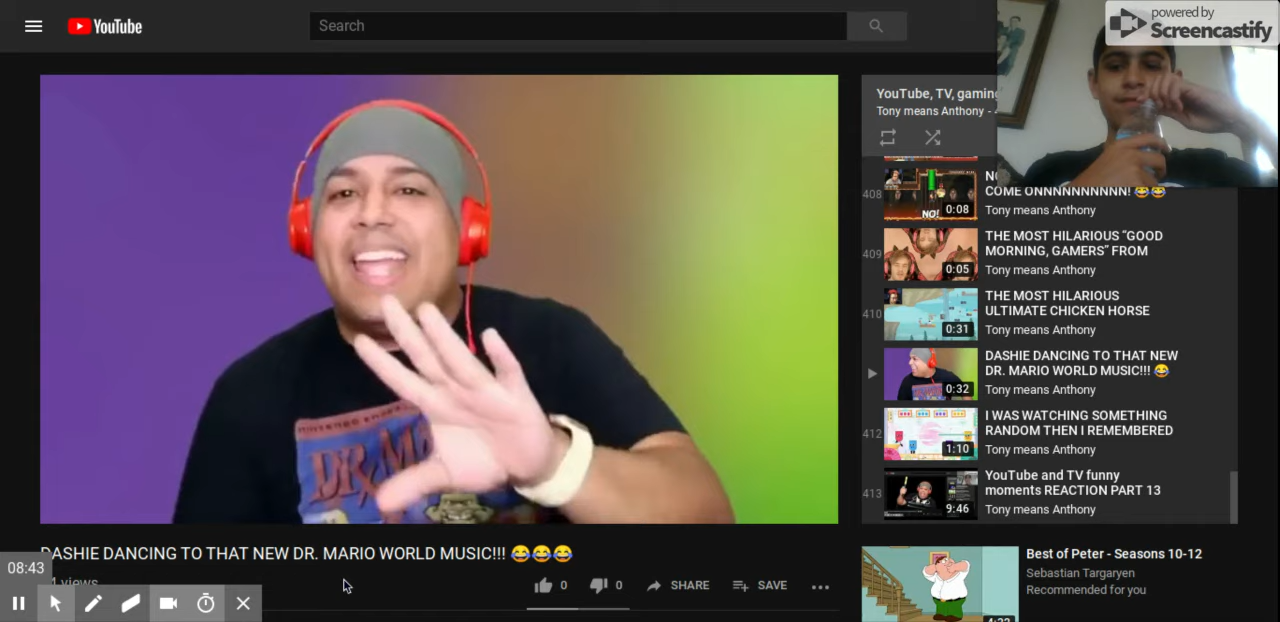 YouTube
Search
powered by
Screencastify
YouTube, TV, gaming
Tony means Anthony -
NINTENDO
DR. MA
408
COME ONNNNNNNNN! 😂😂
Tony means Anthony
NO!
0:08
409
THE MOST HILARIOUS "GOOD
MORNING, GAMERS" FROM
Tony means Anthony
0:05
410
THE MOST HILARIOUS
ULTIMATE CHICKEN HORSE
Tony means Anthony
0:31
DASHIE DANCING TO THAT NEW
DR. MARIO WORLD MUSIC!!! 😂
Tony means Anthony
0:32
412
I WAS WATCHING SOMETHING
RANDOM THEN I REMEMBERED
Tony means Anthony
1:10
413
YouTube and TV funny
moments REACTION PART 13
Tony means Anthony
9:46
DASHIE DANCING TO THAT NEW DR. MARIO WORLD MUSIC!!! 😂😂😂
views
0
0
SHARE
SAVE
08:43
Best of Peter - Seasons 10-12
Sebastian Targaryen
Recommended for you